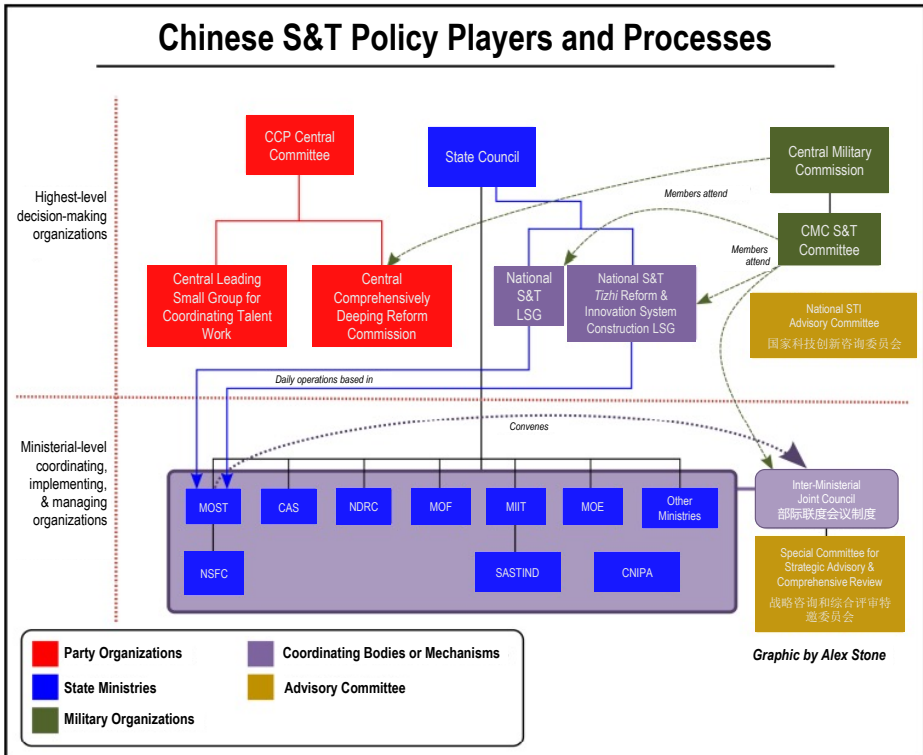 Chinese S&T Policy Players and Processes
Highest-level
decision-making
organizations
CCP Central
Committee
State Council
Central Military
Commission
Members attend
CMC S&T
Committee
Members
attend
Central Leading
Small Group for
Coordinating Talent
Work
Central
Comprehensively
Deeping Reform
Commission
National
S&T
LSG
National S&T
Tizhi Reform &
Innovation System
Construction LSG
National STI
Advisory Committee
国家科技创新咨询委员会
Daily operations based in
Ministerial-level
coordinating,
implementing,
& managing
organizations
Convenes
MOST
CAS
NDRC
MOF
MIIT
MOE
Other
Ministries
NSFC
SASTIND
CNIPA
Inter-Ministerial
Joint Council
部际联度会议制度
Special Committee for
Strategic Advisory &
Comprehensive Review
战略咨询和综合评审特
邀委员会
Graphic by Alex Stone
Party Organizations
State Ministries
Military Organizations
Coordinating Bodies or Mechanisms
Advisory Committee